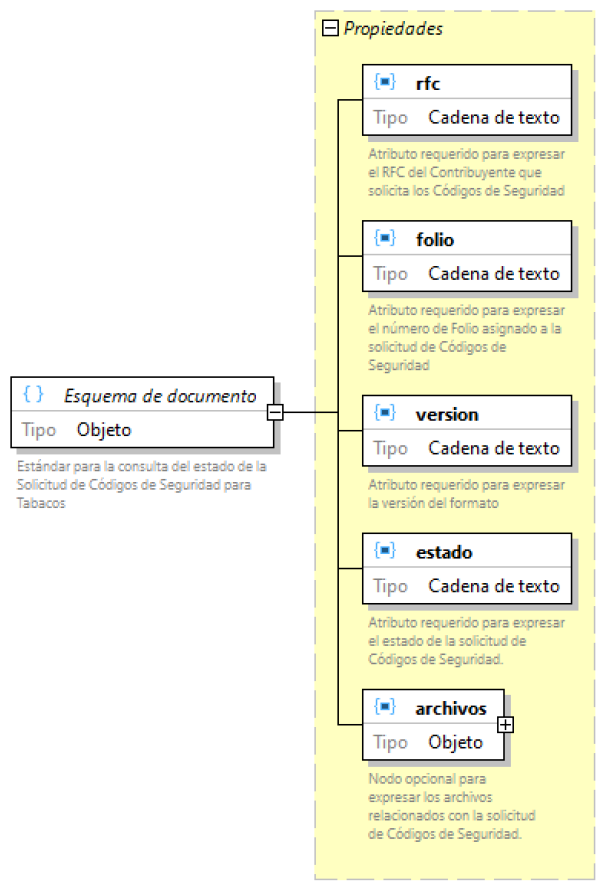 Propiedades
rfc
Tipo Cadena de texto
Atributo requerido para expresar
el RFC del Contribuyente que
solicita los Códigos de Seguridad
folio
Tipo Cadena de texto
Atributo requerido para expresar
el número de Folio asignado a la
solicitud de Códigos de
Seguridad
Esquema de documento
Tipo Objeto
Estándar para la consulta del estado de la
Solicitud de Códigos de Seguridad para
Tabacos
version
Tipo Cadena de texto
Atributo requerido para expresar
la versión del formato
estado
Tipo Cadena de texto
Atributo requerido para expresar
el estado de la solicitud de
Códigos de Seguridad.
archivos
Tipo Objeto
Nodo opcional para
expresar los archivos
relacionados con la solicitud
de Códigos de Seguridad.